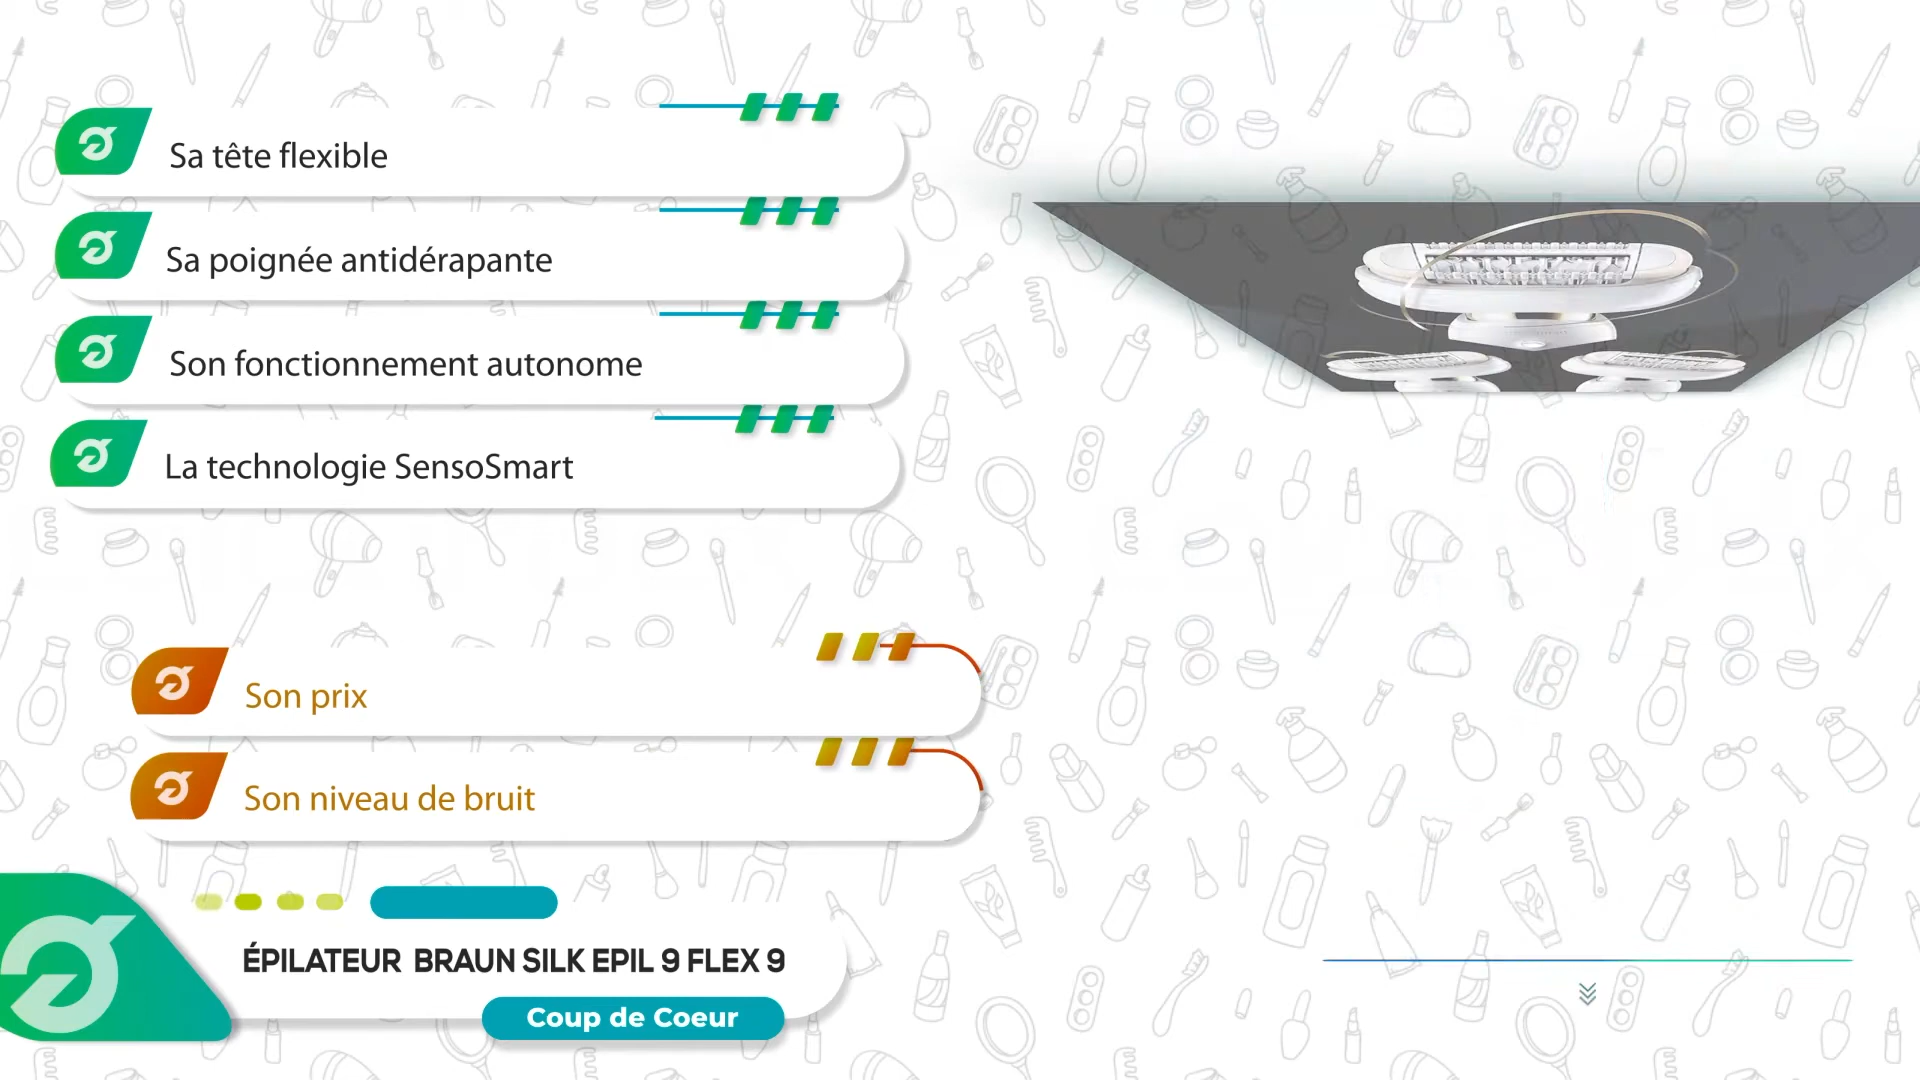 Sa tête flexible
Sa poignée antidérapante
Son fonctionnement autonome
La technologie SensoSmart
Son prix
Son niveau de bruit
ÉPILATEUR BRAUN SILK EPIL 9 FLEX 9
Coup de Coeur